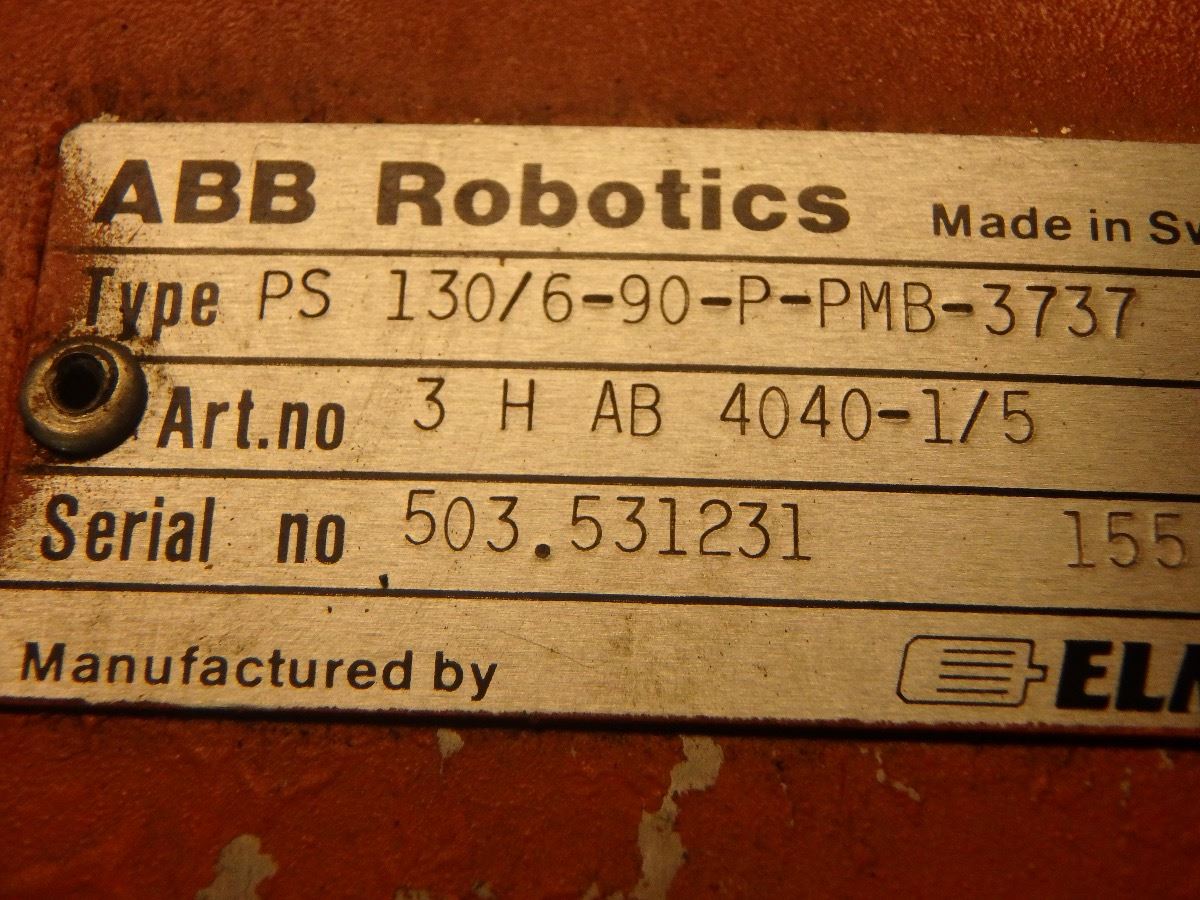 ABB Robotics Made in Sw
Type PS 130/6-90-P-PMB-3737
Art.no 3 H AB 4040-1/5
Serial no 503.531231 155
Manufactured by